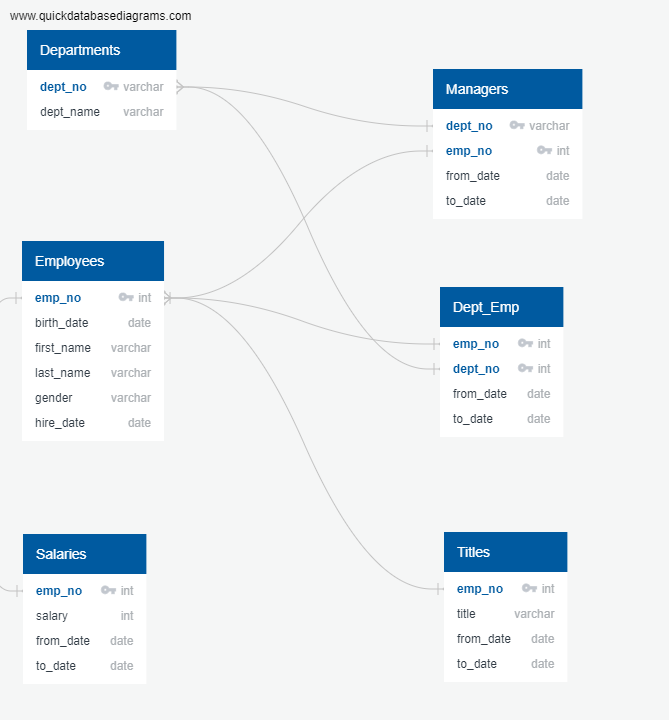 www.quickdatabasediagrams.com
Departments
dept_no varchar
dept_name varchar
Managers
dept_no varchar
emp_no int
from_date date
to_date date
Employees
emp_no int
birth_date date
first_name varchar
last_name varchar
gender varchar
hire_date date
Dept_Emp
emp_no int
dept_no int
from_date date
to_date date
Salaries
emp_no int
salary int
from_date date
to_date date
Titles
emp_no int
title varchar
from_date date
to_date date